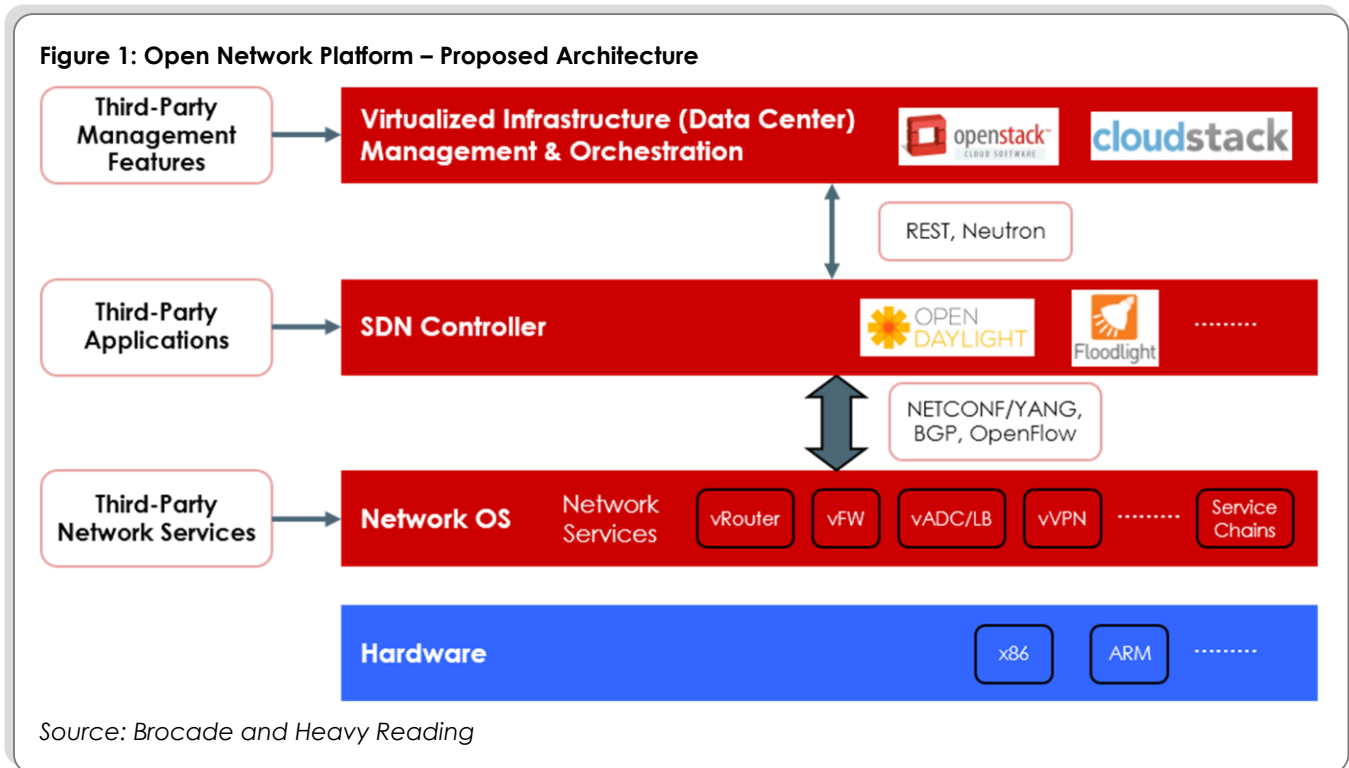 Figure 1: Open Network Platform – Proposed Architecture
Third-Party
Management
Features
Virtualized Infrastructure (Data Center)
Management & Orchestration
openstack™
CLOUD SOFTWARE
cloudstack
REST, Neutron
Third-Party
Applications
SDN Controller
OPEN
DAYLIGHT
Floodlight
.........
NETCONF/YANG,
BGP, OpenFlow
Third-Party
Network Services
Network OS
Network
Services
vRouter
vFW
vADC/LB
vVPN
.........
Service
Chains
Hardware
x86
ARM
.........
Source: Brocade and Heavy Reading